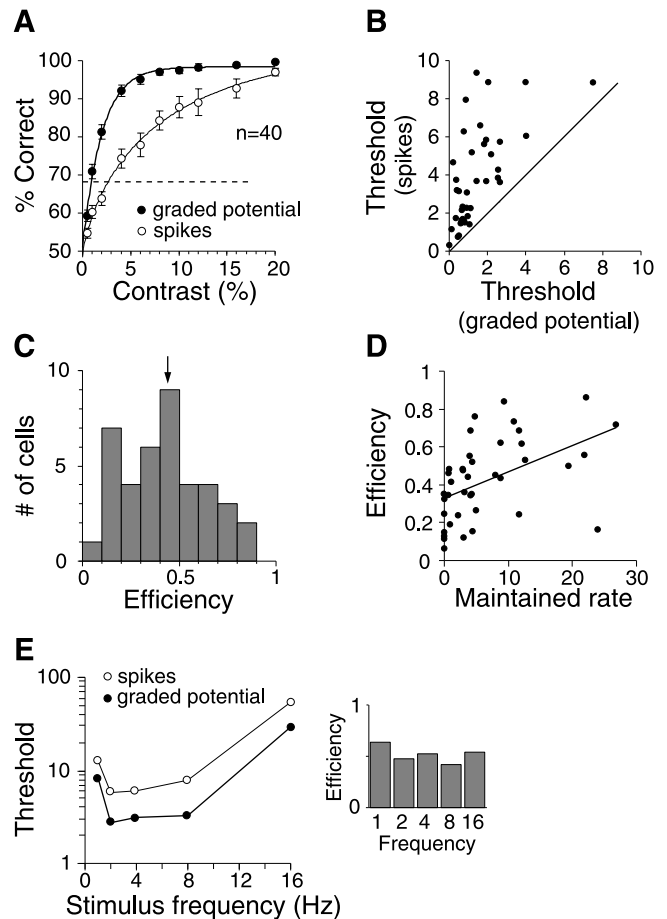 A
100
90
80
70
60
50
% Correct
n=40
graded potential
spikes
0 5 10 15 20
Contrast (%)
B
10
8
6
4
2
0
Threshold
(spikes)
0 2 4 6 8 10
Threshold
(graded potential)
C
10
5
0
# of cells
0 0.5 1
Efficiency
D
1
0.8
0.6
0.4
0.2
0
Efficiency
0 10 20 30
Maintained rate
E
spikes
graded potential
100
10
1
Threshold
0 4 8 12 16
Stimulus frequency (Hz)
1
0
Efficiency
1 2 4 8 16
Frequency